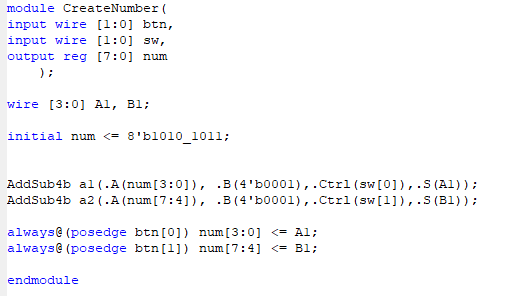 module CreateNumber(
input wire [1:0] btn,
input wire [1:0] sw,
output reg [7:0] num
);
wire [3:0] A1, B1;
initial num <= 8'b1010_1011;
AddSub4b a1(.A(num[3:0]), .B(4'b0001),.Ctrl(sw[0]),.S(A1));
AddSub4b a2(.A(num[7:4]), .B(4'b0001),.Ctrl(sw[1]),.S(B1));
always@(posedge btn[0]) num[3:0] <= A1;
always@(posedge btn[1]) num[7:4] <= B1;
endmodule